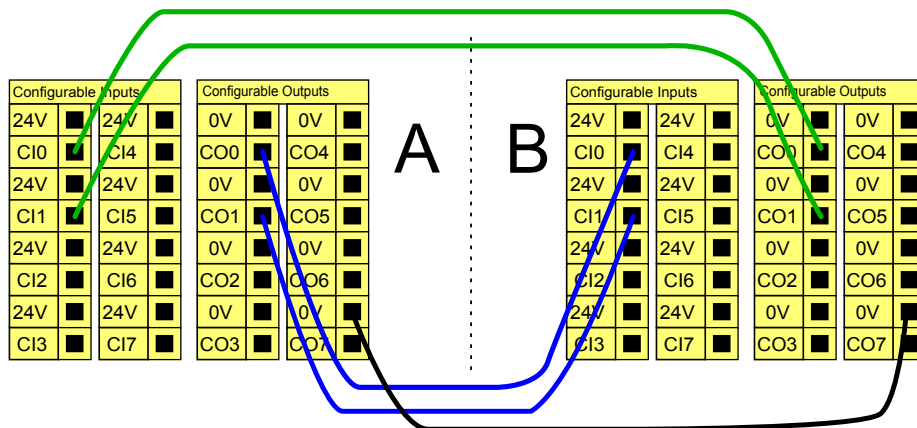 Configurable Inputs
24V 24V
CI0 CI4
24V 24V
CI1 CI5
24V 24V
CI2 CI6
24V 24V
CI3 CI7
Configurable Outputs
0V 0V
CO0 CO4
0V 0V
CO1 CO5
0V 0V
CO2 CO6
0V 0V
CO3 CO7
A
B
Configurable Inputs
24V 24V
CI0 CI4
24V 24V
CI1 CI5
24V 24V
CI2 CI6
24V 24V
CI3 CI7
Configurable Outputs
0V 0V
CO0 CO4
0V 0V
CO1 CO5
0V 0V
CO2 CO6
0V 0V
CO3 CO7